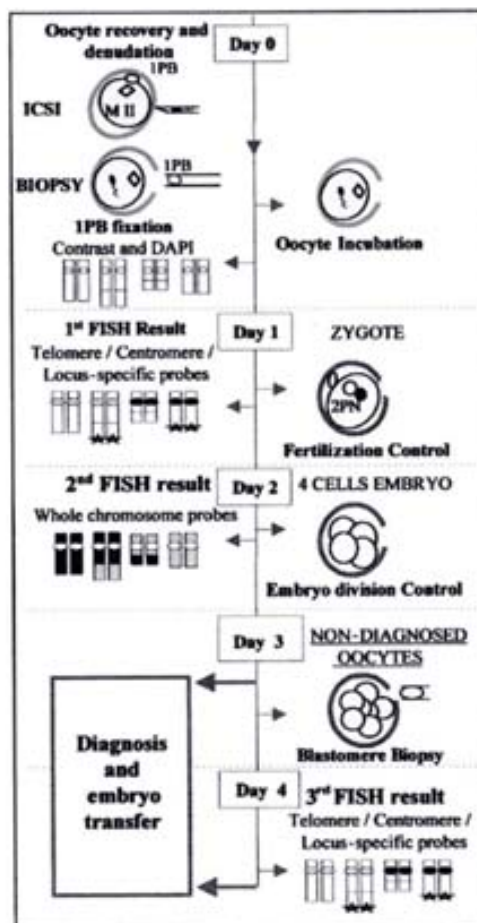 Oocyte recovery and
denudation
Day 0
1PB
ICSI
M II
BIOPSY
1PB
1PB fixation
Contrast and DAPI
Oocyte Incubation
1st FISH Result
Day 1
ZYGOTE
Telomere / Centromere /
Locus-specific probes
2PN
Fertilization Control
2nd FISH result
Day 2
4 CELLS EMBRYO
Whole chromosome probes
Embryo division Control
Day 3
NON-DIAGNOSED
OOCYTES
Blastomere Biopsy
Diagnosis
and
embryo
transfer
Day 4
3rd FISH result
Telomere / Centromere /
Locus-specific probes